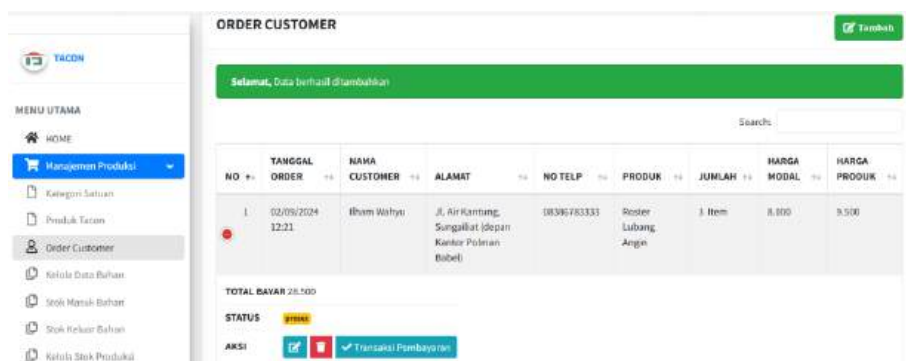 ORDER CUSTOMER
Tambah
TACON
Selamat, Data berhasil ditambahkan
MENU UTAMA
HOME
Manajemen Produksi
Kategori Satuan
Produk Tacon
Order Customer
Kelola Data Bahan
Stok Masuk Bahan
Stok Keluar Bahan
Kelola Stok Produksi
Search:
NO TANGGAL ORDER NAMA CUSTOMER ALAMAT NO TELP PRODUK JUMLAH HARGA MODAL HARGA PRODUK
1 02/09/2024 Ilham Wahyu Jl. Air Kantung, Roster 3 Item 8.000 9.500
12:21 Sungailiat (depan Lubang
Kantor Polman Angin
Babel)
TOTAL BAYAR 28.500
STATUS proses
AKSI Transaksi Pembayaran